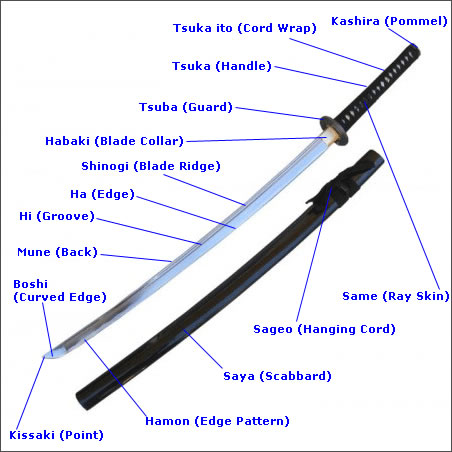 Kashira (Pommel)
Tsuka ito (Cord Wrap)
Tsuka (Handle)
Tsuba (Guard)
Habaki (Blade Collar)
Shinogi (Blade Ridge)
Ha (Edge)
Hi (Groove)
Mune (Back)
Boshi
(Curved Edge)
Same (Ray Skin)
Sageo (Hanging Cord)
Saya (Scabbard)
Hamon (Edge Pattern)
Kissaki (Point)